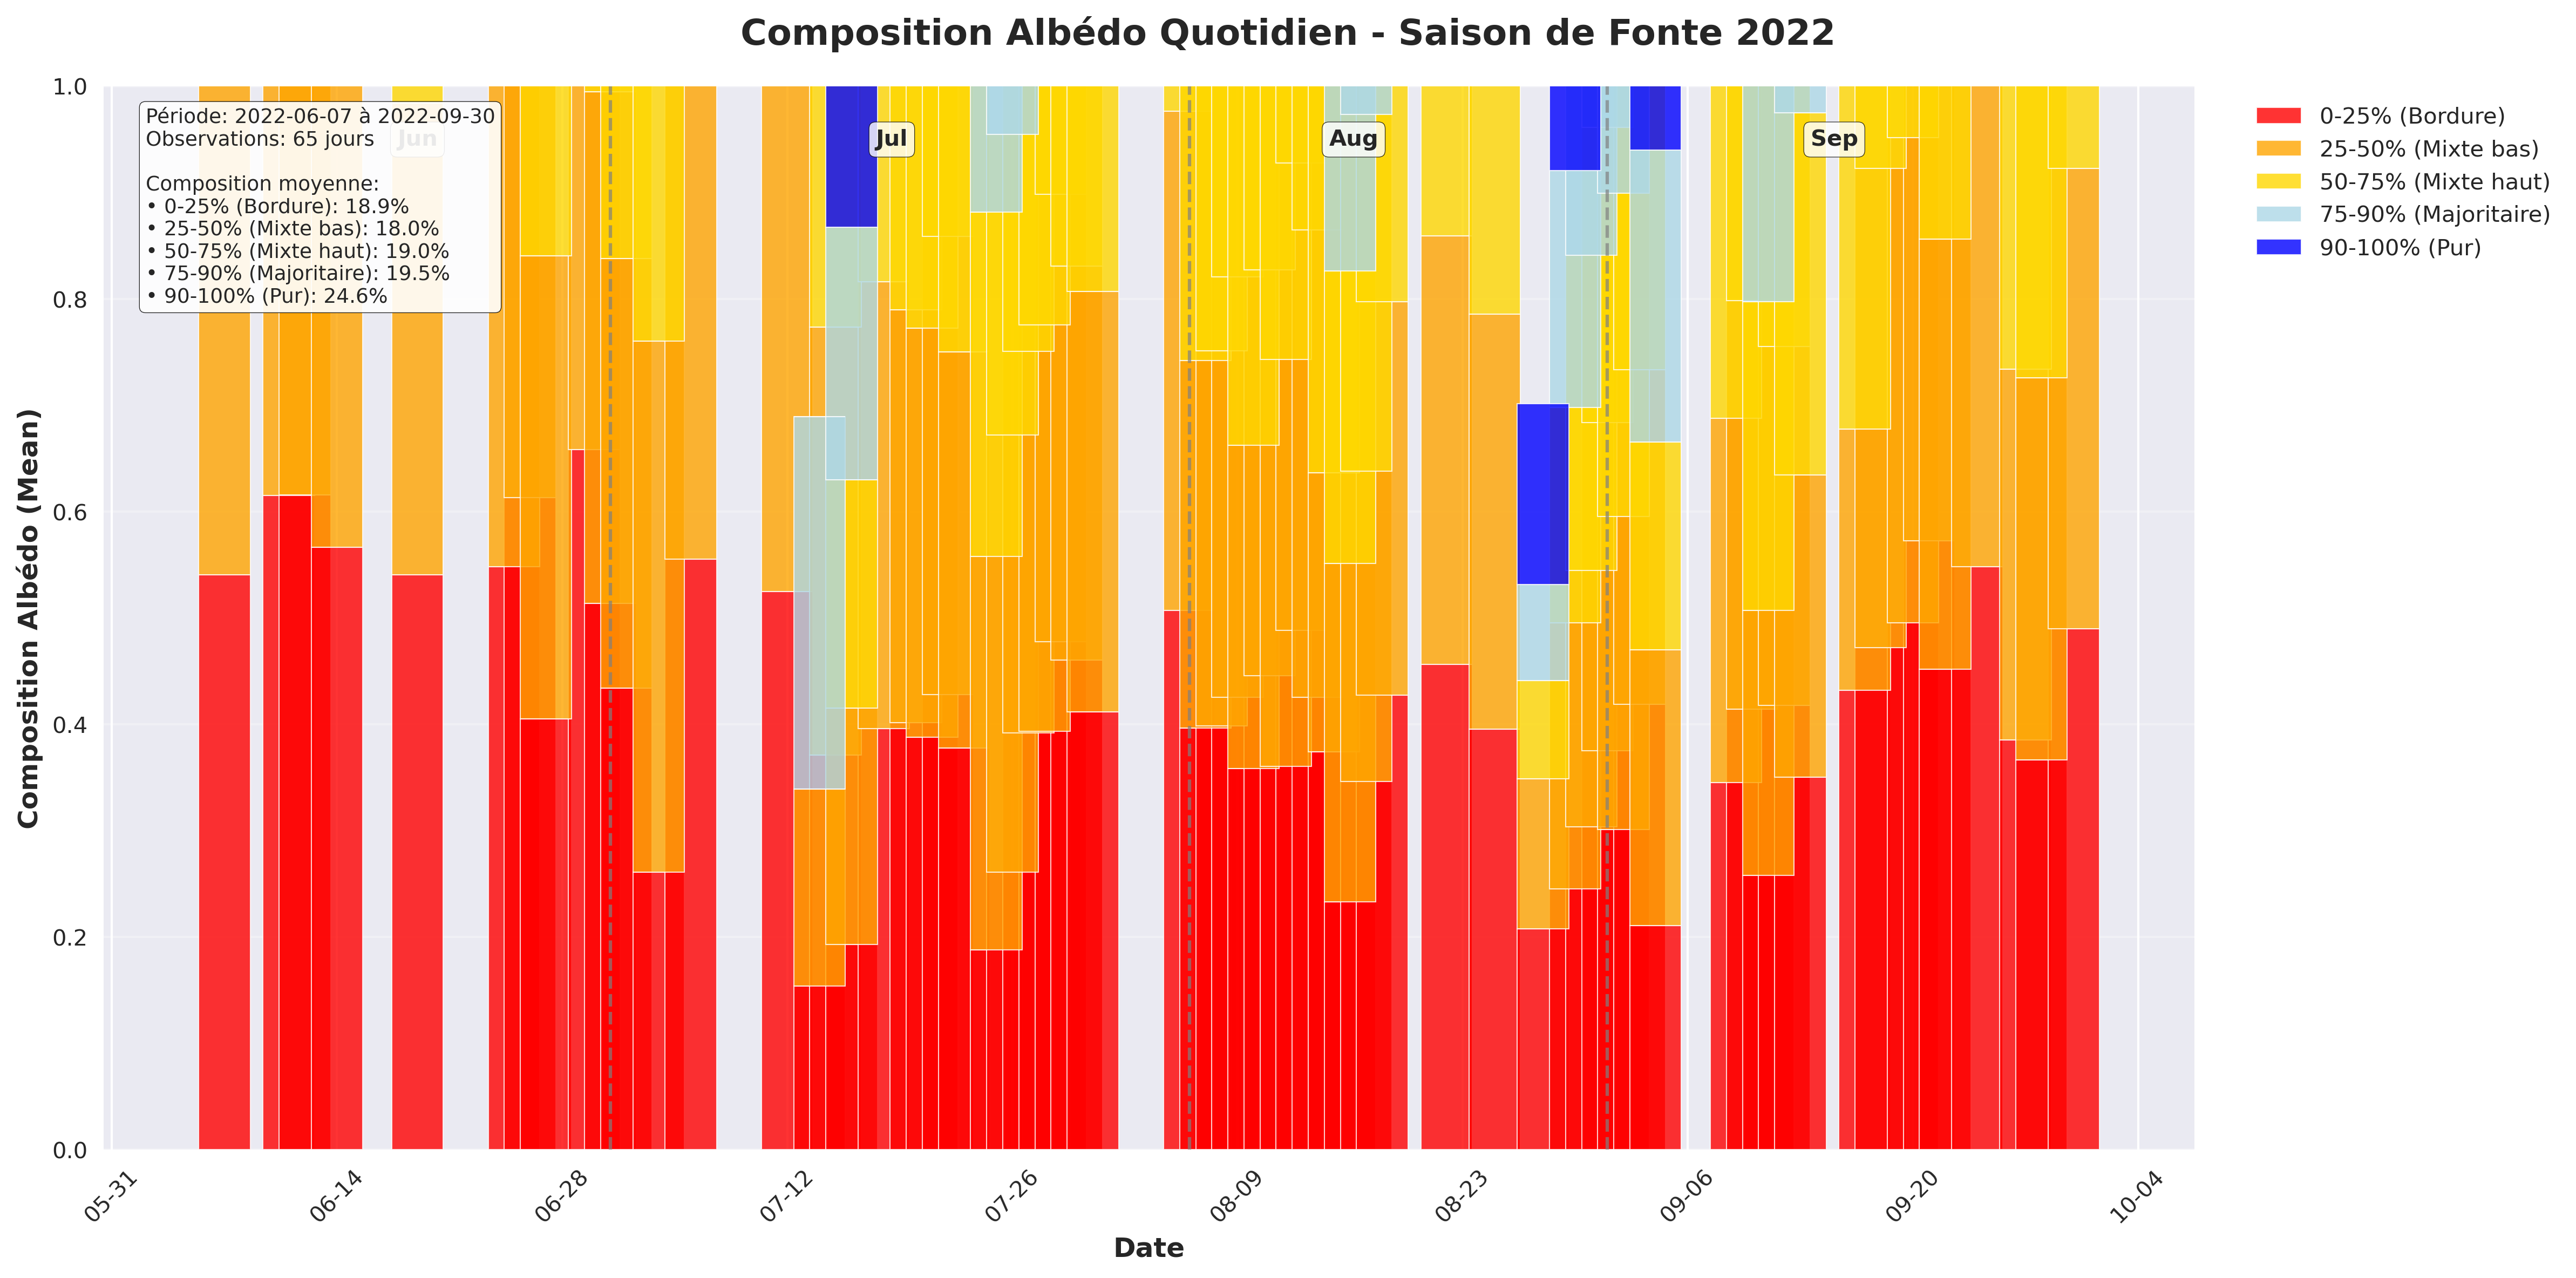 Composition Albédo Quotidien - Saison de Fonte 2022
Composition Albédo (Mean)
1.0
0.8
0.6
0.4
0.2
0.0
Période: 2022-06-07 à 2022-09-30
Observations: 65 jours
Composition moyenne:
• 0-25% (Bordure): 18.9%
• 25-50% (Mixte bas): 18.0%
• 50-75% (Mixte haut): 19.0%
• 75-90% (Majoritaire): 19.5%
• 90-100% (Pur): 24.6%
Jun
Jul
Aug
Sep
0-25% (Bordure)
25-50% (Mixte bas)
50-75% (Mixte haut)
75-90% (Majoritaire)
90-100% (Pur)
05-31
06-14
06-28
07-12
07-26
08-09
08-23
09-06
09-20
10-04
Date